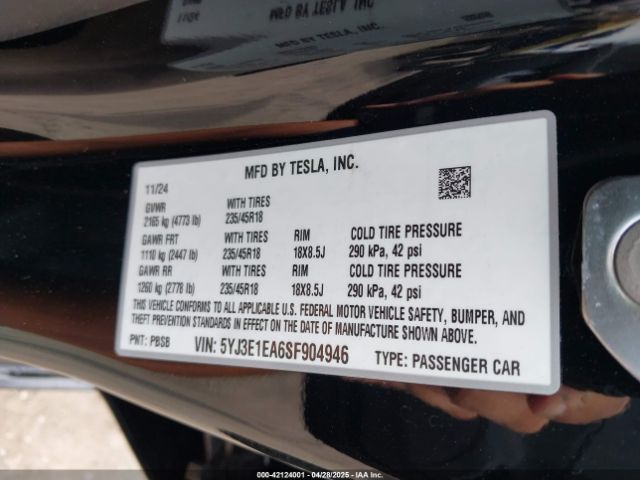 MFD BY TESLA, INC.
11/24
GVWR WITH TIRES
2165 kg (4773 lb) 235/45R18
GAWR FRT WITH TIRES RIM COLD TIRE PRESSURE
1110 kg (2447 lb) 235/45R18 18X8.5J 290 kPa, 42 psi
GAWR RR WITH TIRES RIM COLD TIRE PRESSURE
1260 kg (2778 lb) 235/45R18 18X8.5J 290 kPa, 42 psi
THIS VEHICLE CONFORMS TO ALL APPLICABLE U.S. FEDERAL MOTOR VEHICLE SAFETY, BUMPER, AND
THEFT PREVENTION STANDARDS IN EFFECT ON THE DATE OF MANUFACTURE SHOWN ABOVE.
PNT: PBSB VIN: 5YJ3E1EA6SF904946 TYPE: PASSENGER CAR
000-42124001 04/28/2025 - IAA Inc.